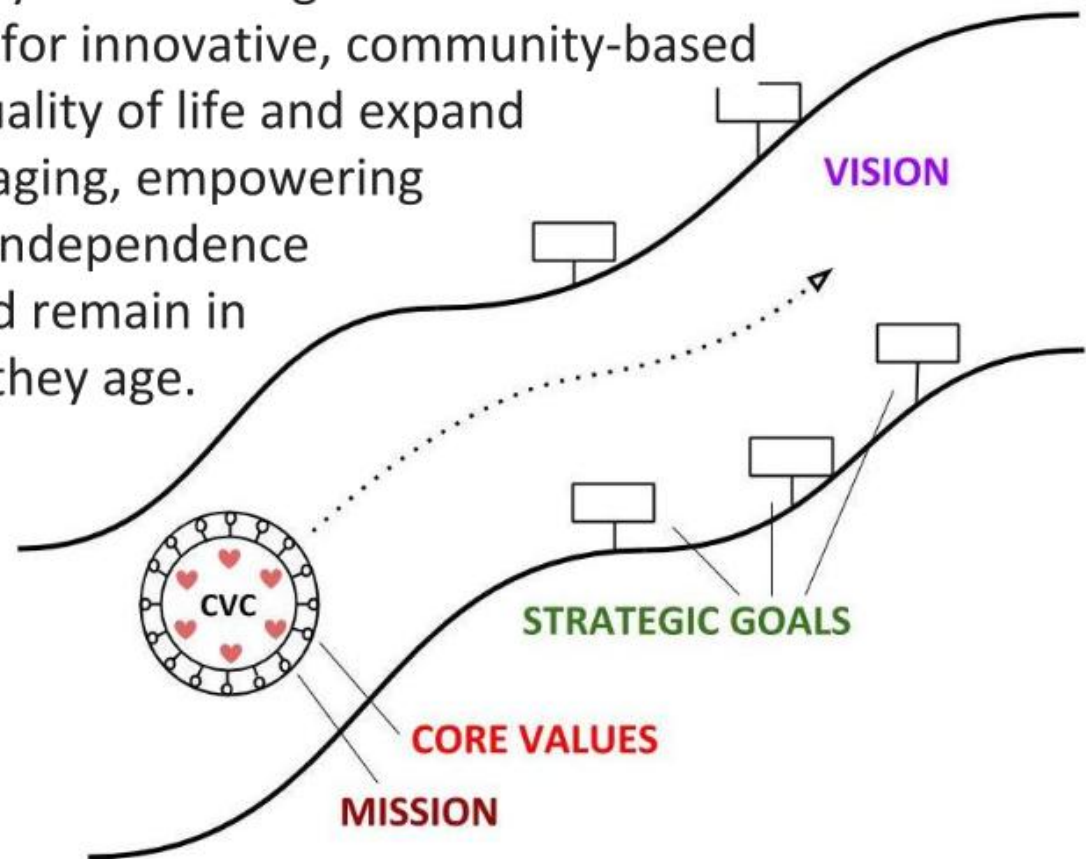 for innovative, community-based
ality of life and expand
aging, empowering
ndependence
remain in
they age.
VISION
CVC
STRATEGIC GOALS
CORE VALUES
MISSION